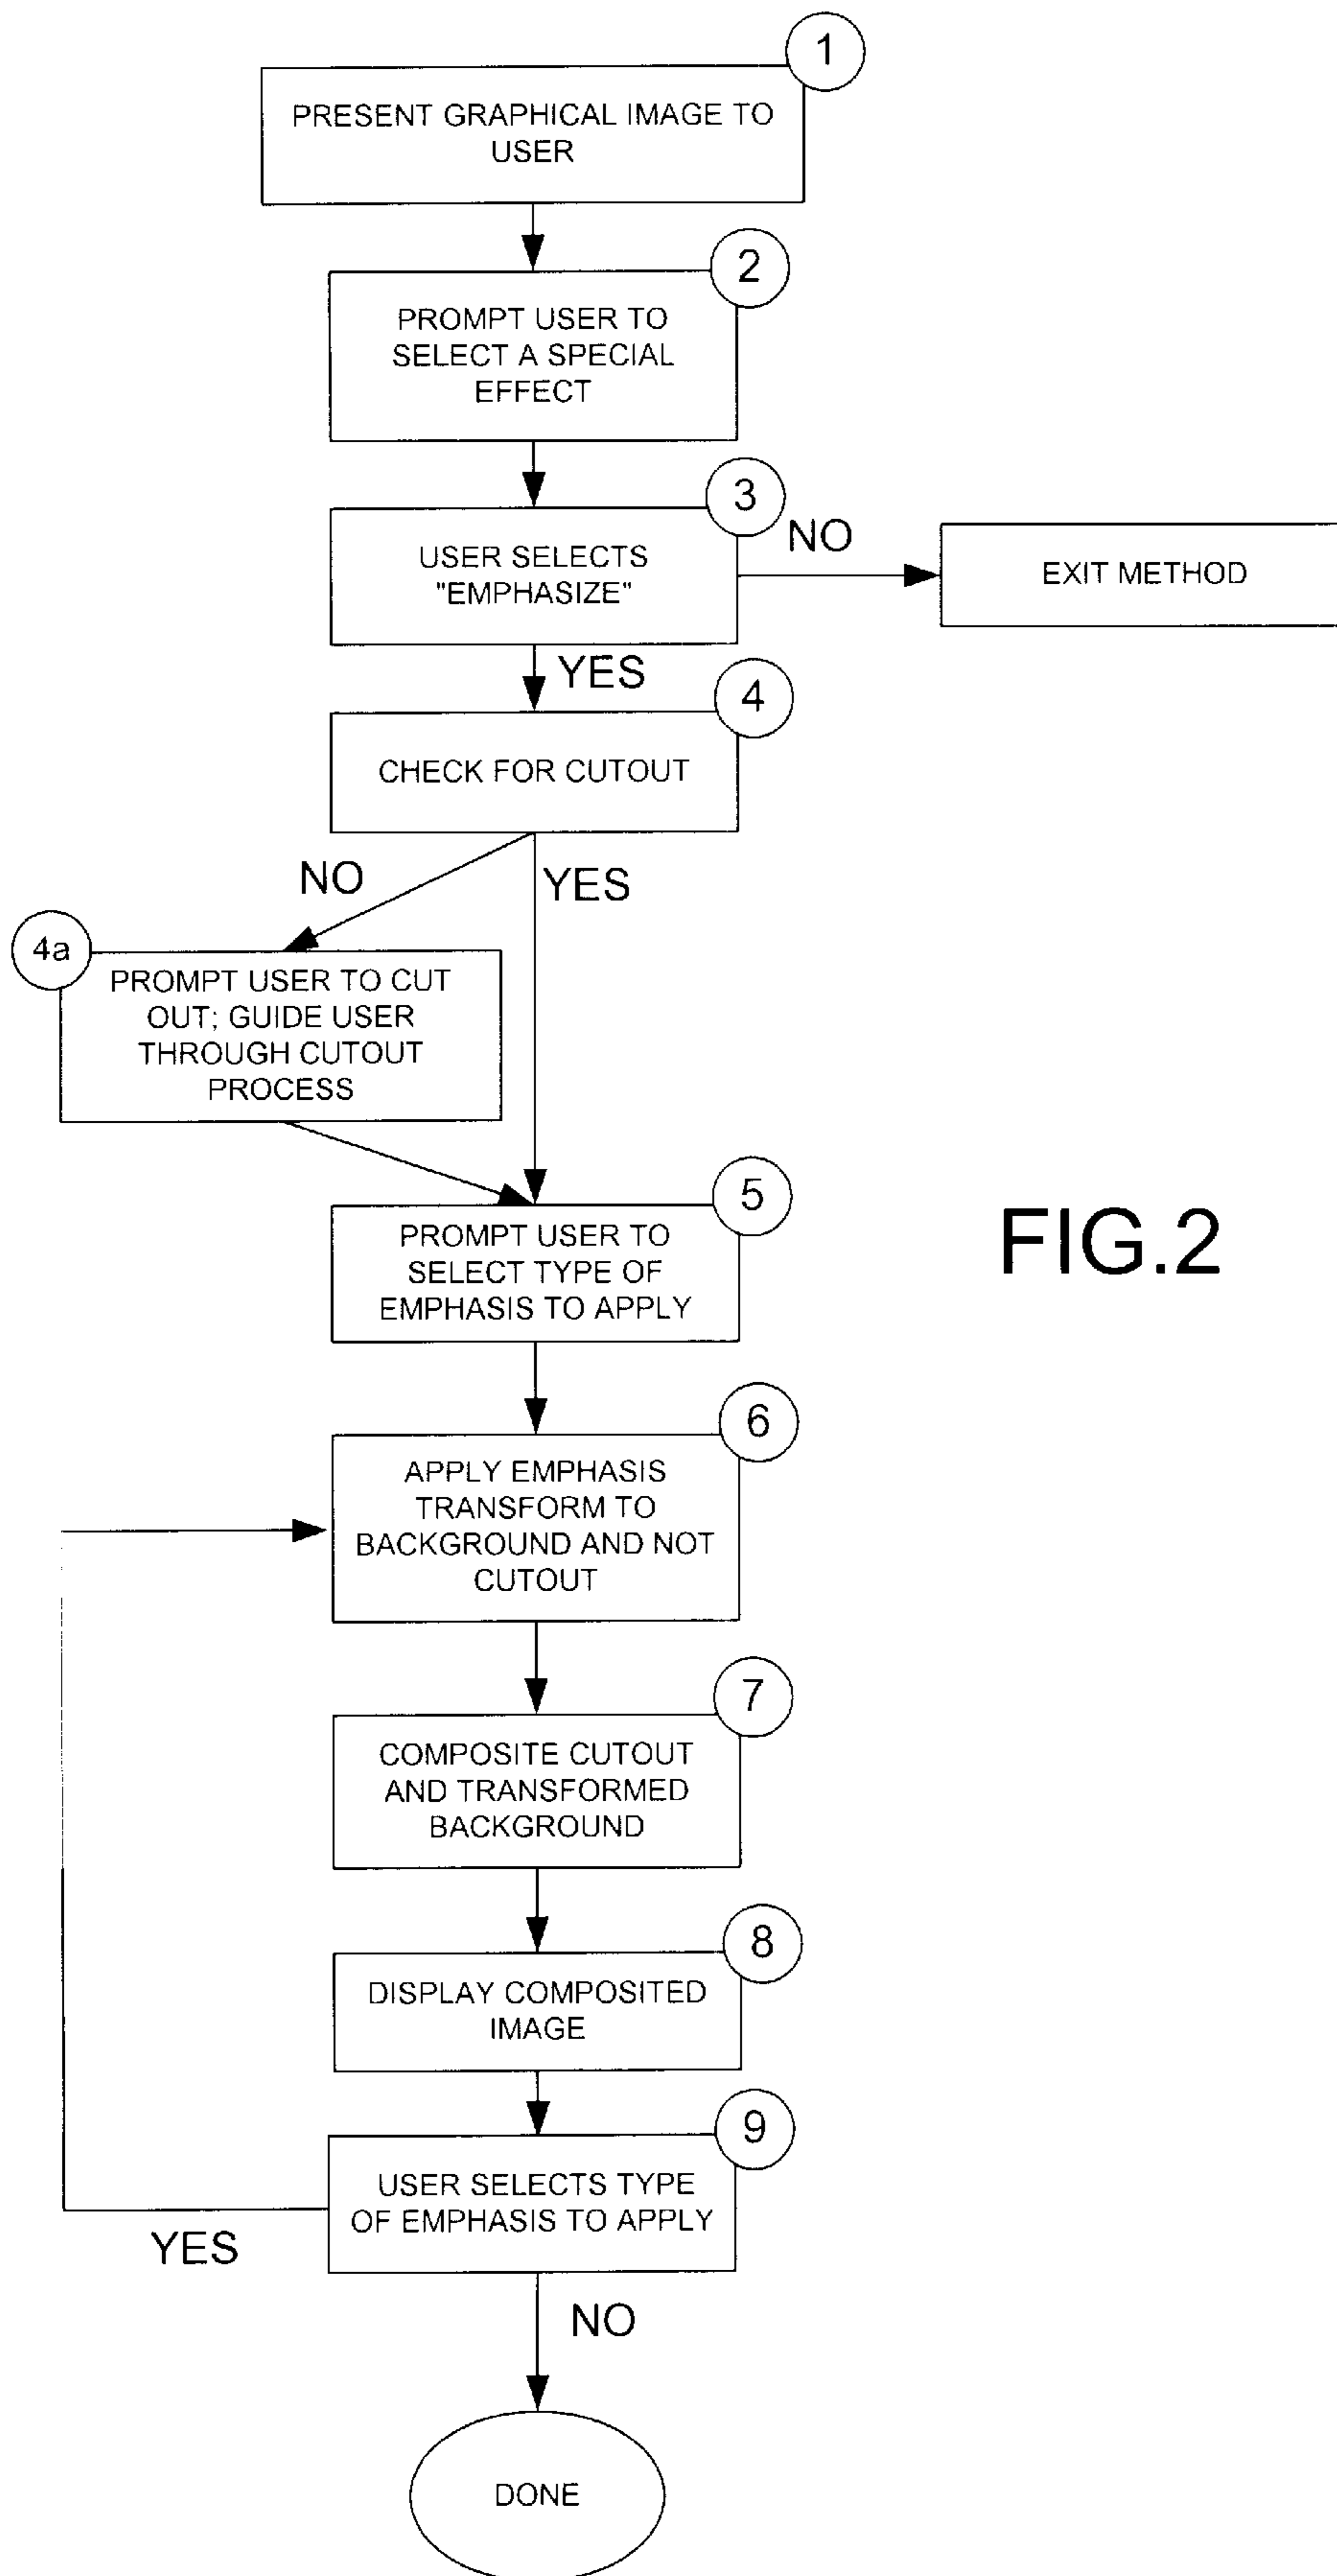 1
PRESENT GRAPHICAL IMAGE TO
USER
2
PROMPT USER TO
SELECT A SPECIAL
EFFECT
3
USER SELECTS
"EMPHASIZE"
NO
EXIT METHOD
YES
4
CHECK FOR CUTOUT
NO
YES
4a
PROMPT USER TO CUT
OUT; GUIDE USER
THROUGH CUTOUT
PROCESS
5
PROMPT USER TO
SELECT TYPE OF
EMPHASIS TO APPLY
FIG.2
6
APPLY EMPHASIS
TRANSFORM TO
BACKGROUND AND NOT
CUTOUT
7
COMPOSITE CUTOUT
AND TRANSFORMED
BACKGROUND
8
DISPLAY COMPOSITED
IMAGE
9
USER SELECTS TYPE
OF EMPHASIS TO APPLY
YES
NO
DONE